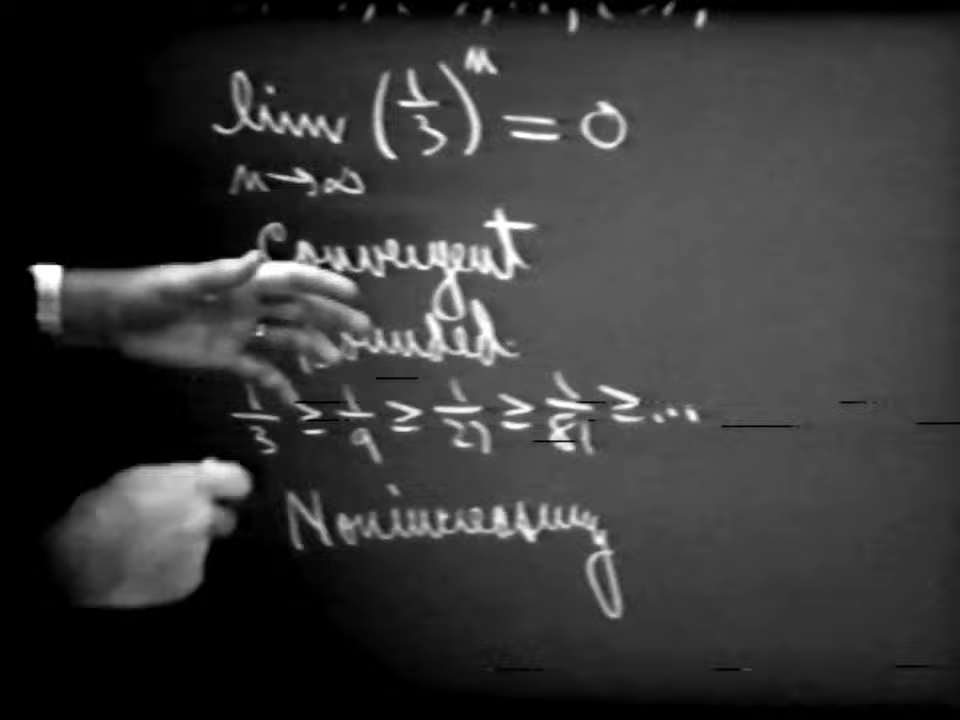 lim (1/3)^n = 0
n→∞
Convergent
Bounded.
1/3 ≥ 1/9 ≥ 1/27 ≥ 1/81 ≥ ...
Nonincreasing